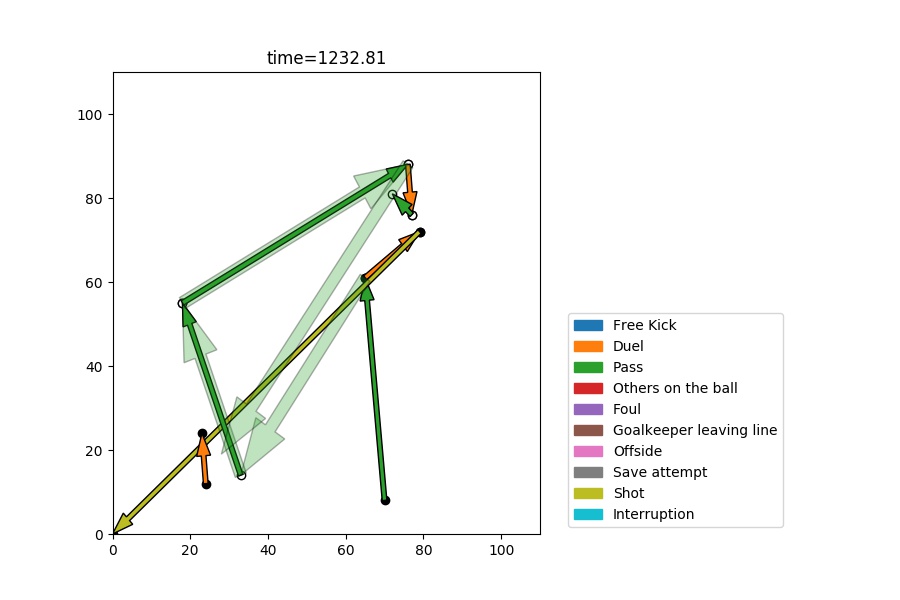 time=1232.81
100
80
60
40
20
0
0 20 40 60 80 100
Free Kick
Duel
Pass
Others on the ball
Foul
Goalkeeper leaving line
Offside
Save attempt
Shot
Interruption